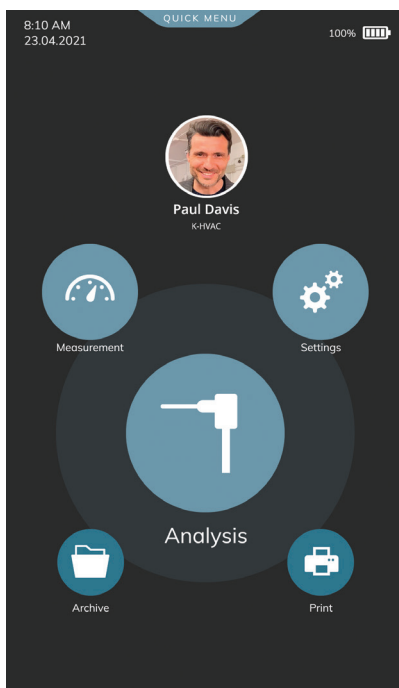 QUICK MENU
8:10 AM
23.04.2021
100%
Paul Davis
K-HVAC
Measurement
Settings
Analysis
Archive
Print